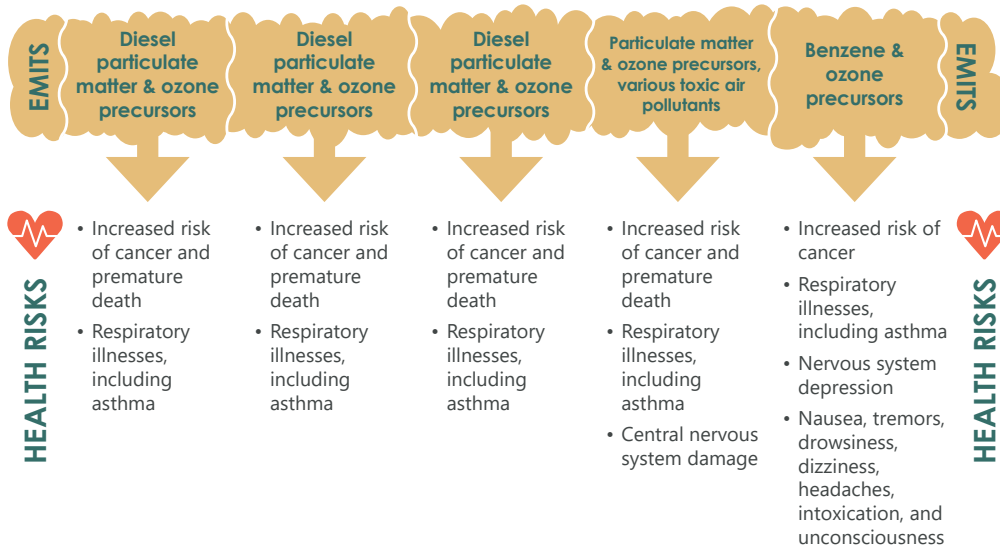 EMITS
Diesel
particulate
matter & ozone
precursors
Diesel
particulate
matter & ozone
precursors
Diesel
particulate
matter & ozone
precursors
Particulate matter
& ozone precursors,
various toxic air
pollutants
Benzene &
ozone
precursors
EMITS
HEALTH RISKS
• Increased risk
of cancer and
premature
death
• Respiratory
illnesses,
including
asthma
• Increased risk
of cancer and
premature
death
• Respiratory
illnesses,
including
asthma
• Increased risk
of cancer and
premature
death
• Respiratory
illnesses,
including
asthma
• Increased risk
of cancer and
premature
death
• Respiratory
illnesses,
including
asthma
• Central nervous
system damage
• Increased risk of
cancer
• Respiratory
illnesses,
including asthma
• Nervous system
depression
• Nausea, tremors,
drowsiness,
dizziness,
headaches,
intoxication, and
unconsciousness
HEALTH RISKS